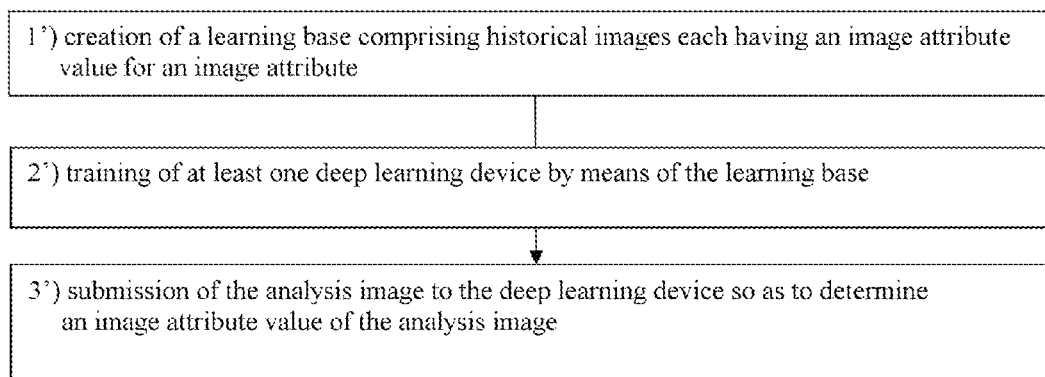 1’) creation of a learning base comprising historical images each having an image attribute
value for an image attribute
2’) training of at least one deep learning device by means of the learning base
3’) submission of the analysis image to the deep learning device so as to determine
an image attribute value of the analysis image